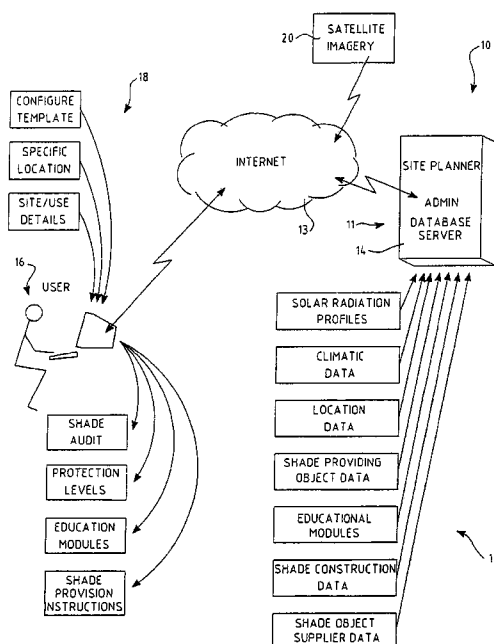 20
SATELLITE
IMAGERY
10
18
CONFIGURE
TEMPLATE
SPECIFIC
LOCATION
SITE/USE
DETAILS
INTERNET
13
SITE PLANNER
ADMIN
DATABASE
SERVER
11
14
16
USER
SHADE
AUDIT
PROTECTION
LEVELS
EDUCATION
MODULES
SHADE
PROVISION
INSTRUCTIONS
SOLAR RADIATION
PROFILES
CLIMATIC
DATA
LOCATION
DATA
SHADE PROVIDING
OBJECT DATA
EDUCATIONAL
MODULES
SHADE CONSTRUCTION
DATA
SHADE OBJECT
SUPPLIER DATA